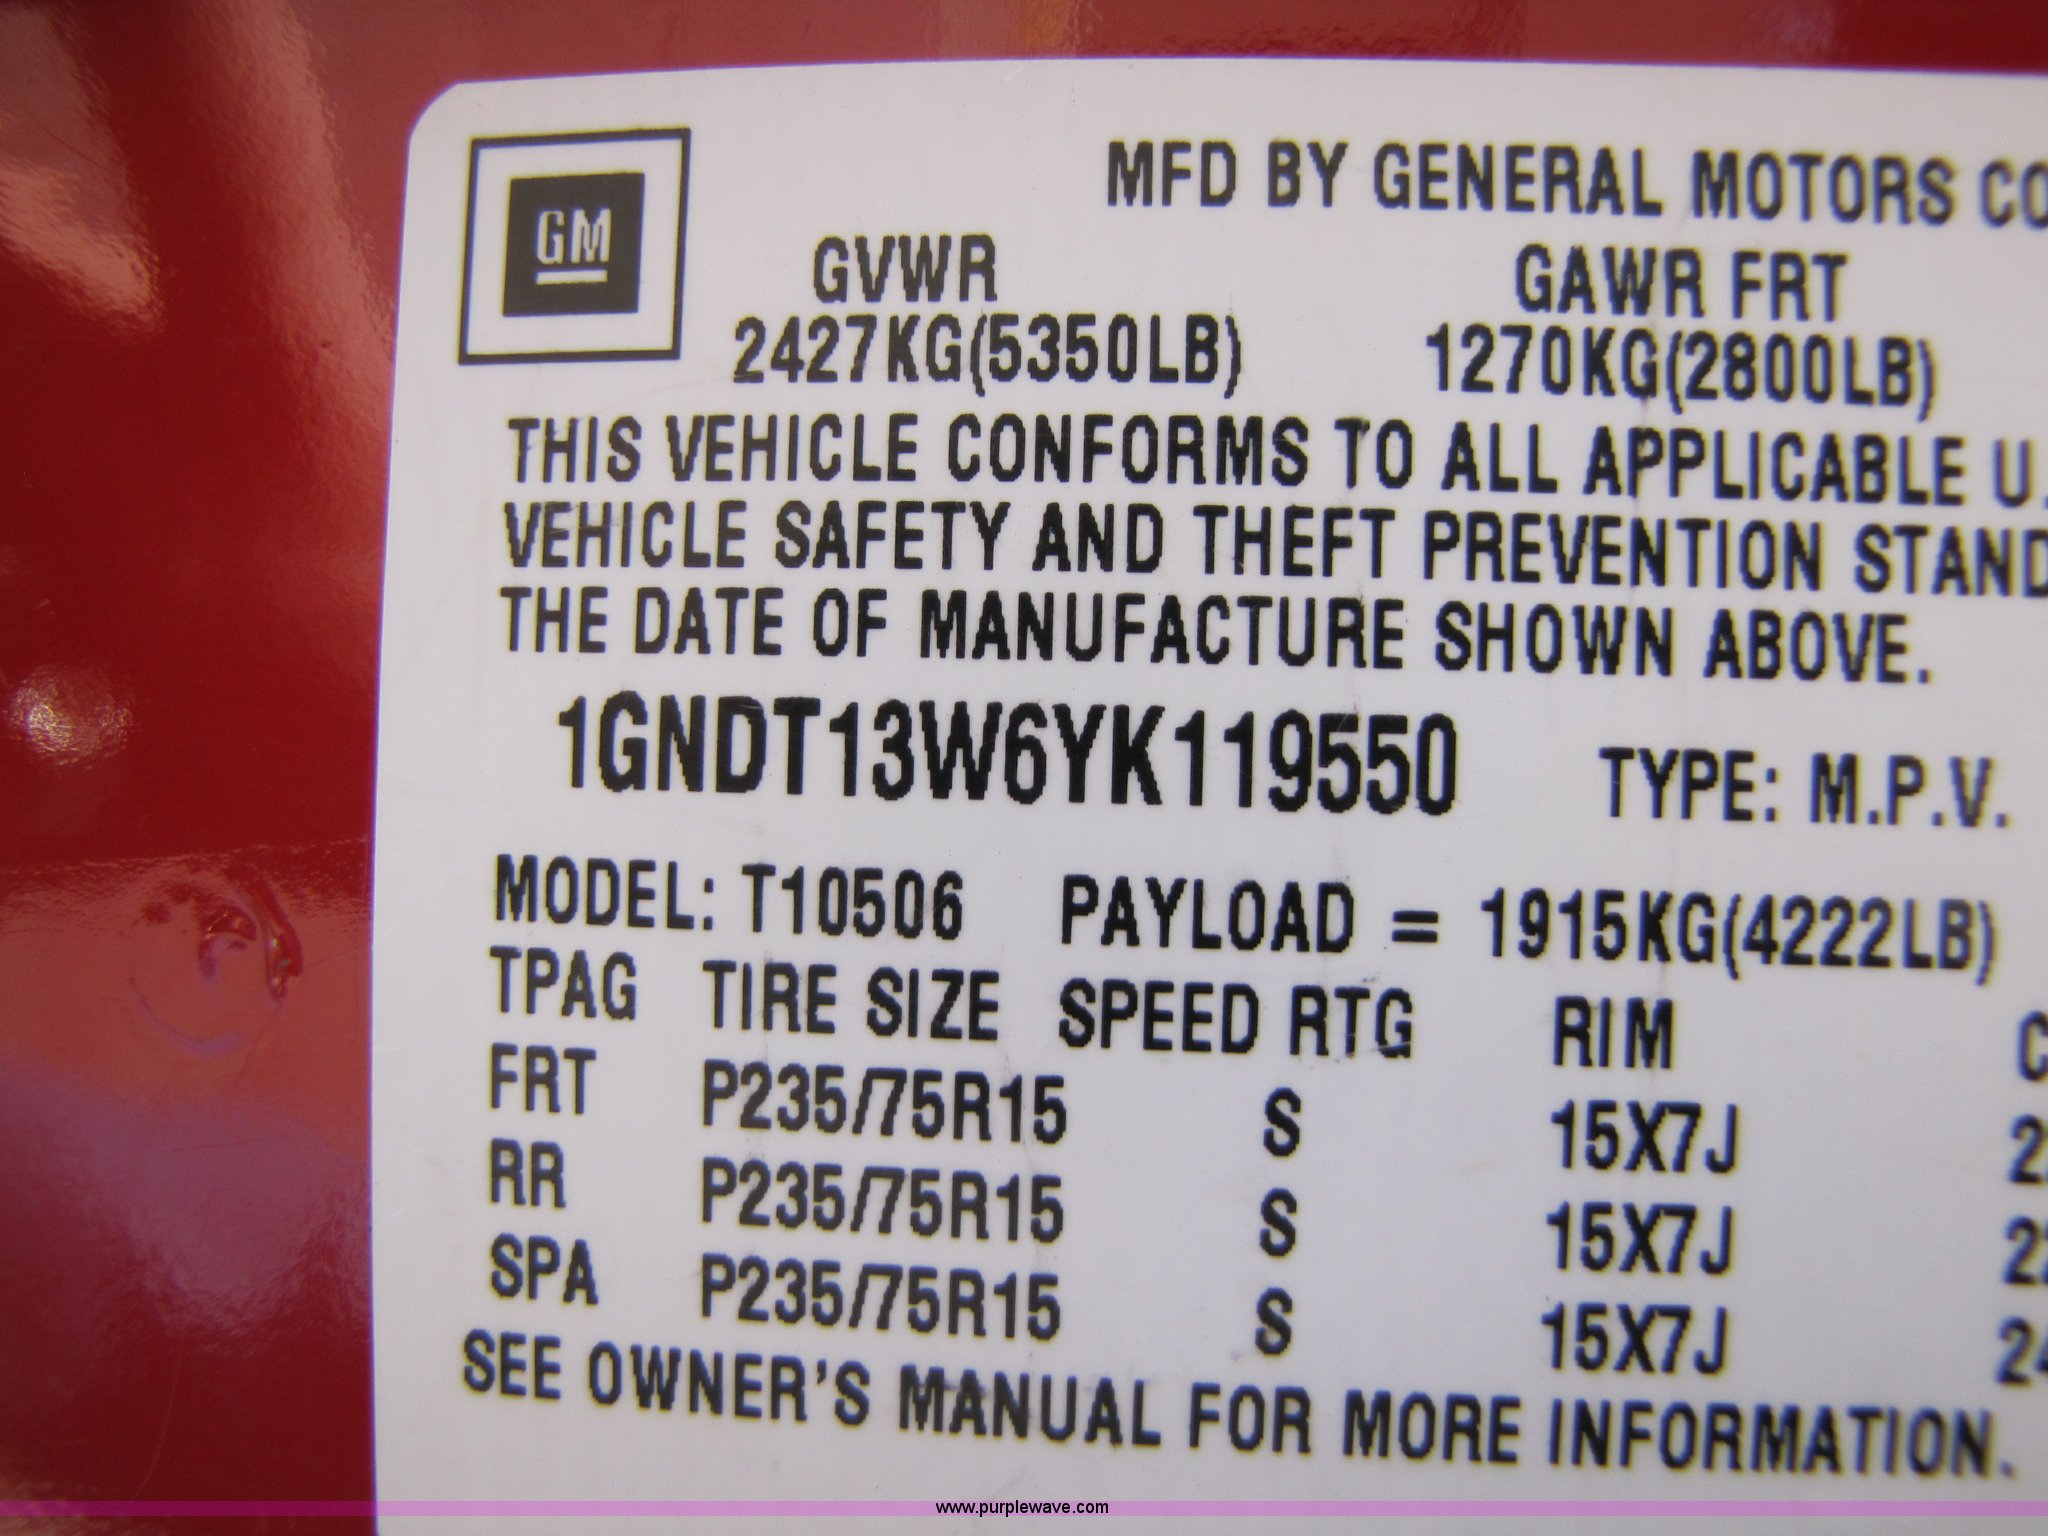 GM
MFD BY GENERAL MOTORS CO
GVWR GAWR FRT
2427KG(5350LB) 1270KG(2800LB)
THIS VEHICLE CONFORMS TO ALL APPLICABLE U.
VEHICLE SAFETY AND THEFT PREVENTION STAND
THE DATE OF MANUFACTURE SHOWN ABOVE.
1GNDT13W6YK119550 TYPE: M.P.V.
MODEL: T10506 PAYLOAD = 1915KG(4222LB)
TPAG TIRE SIZE SPEED RTG RIM C
FRT P235/75R15 S 15X7J 2
RR P235/75R15 S 15X7J 22
SPA P235/75R15 S 15X7J 24
SEE OWNER'S MANUAL FOR MORE INFORMATION.
www.purplewave.com